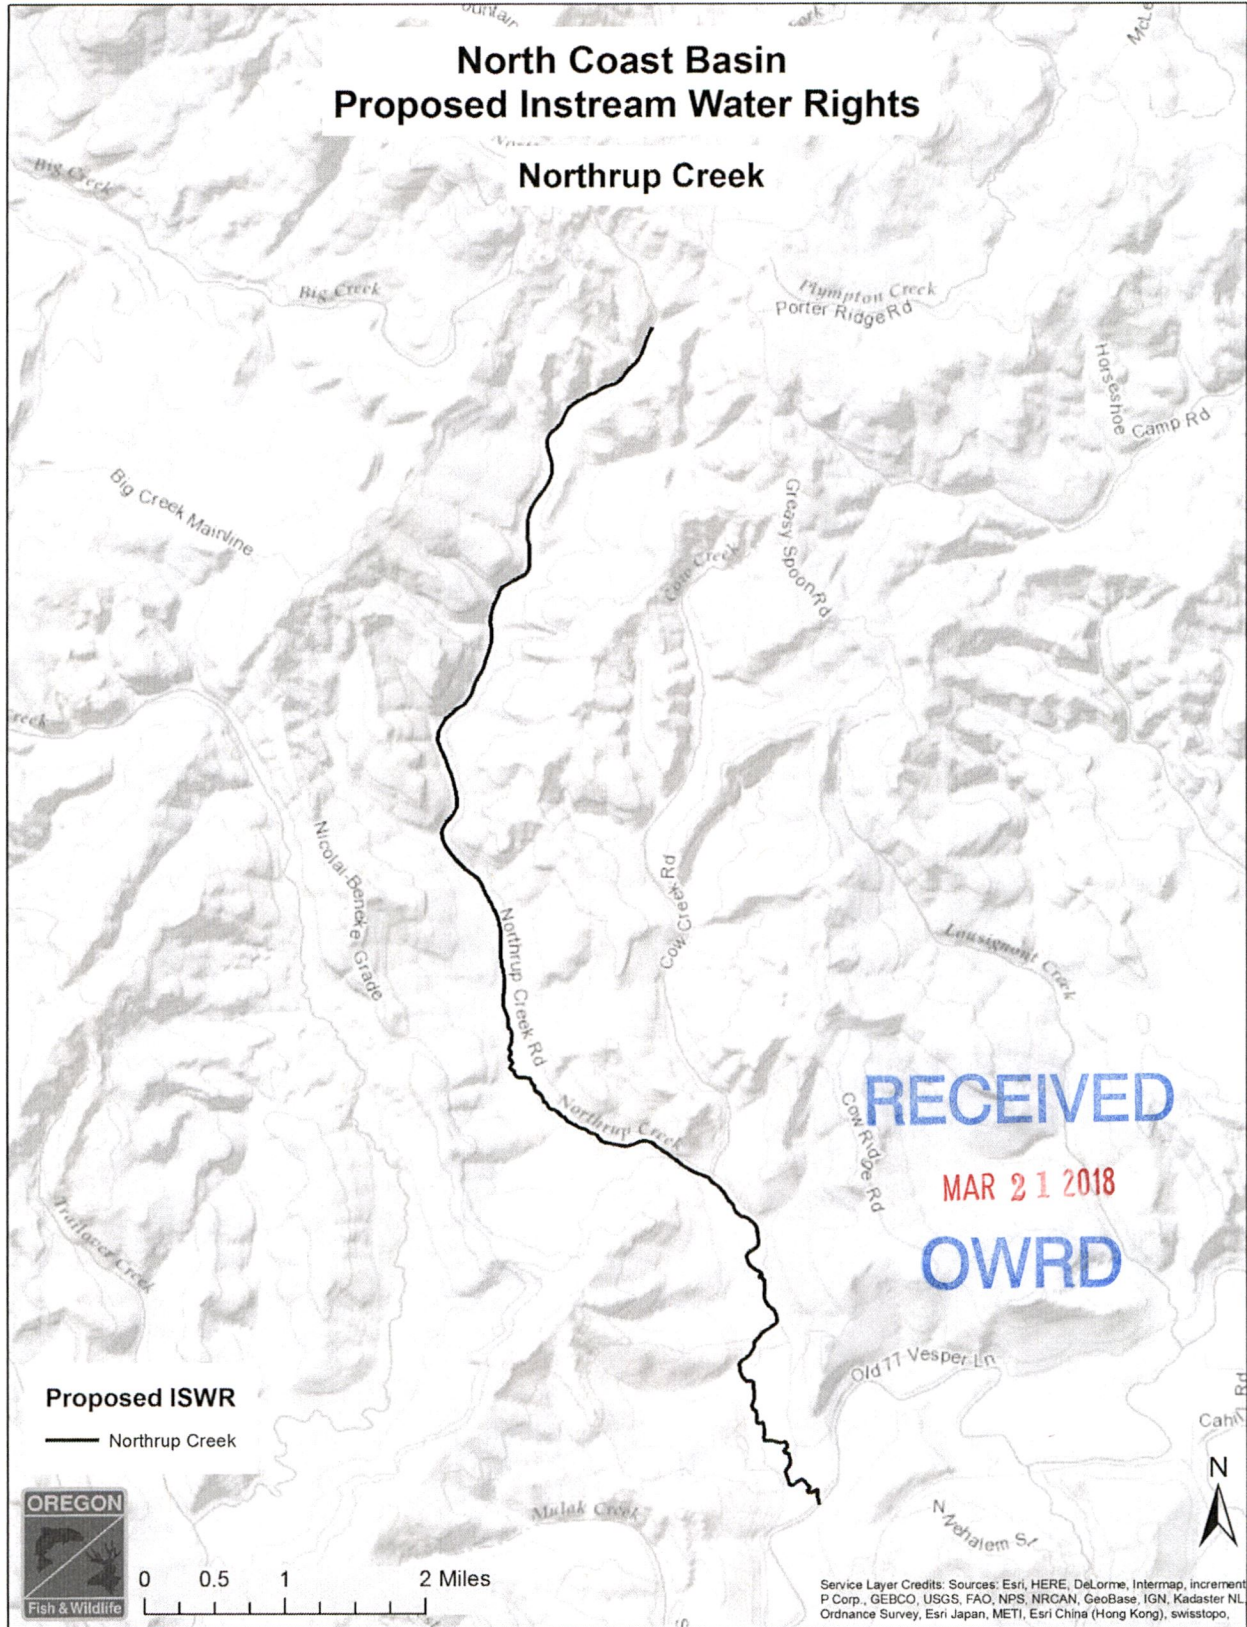 North Coast Basin
Proposed Instream Water Rights
Northrup Creek
Big Creek
Big Creek
Plympton Creek
Porter Ridge Rd
Horseshoe
Camp Rd
Big Creek Mainline
Greasy Spoon Rd
Cow Creek
Nicolai-Beneke Grade
Cow Creek Rd
Northrup Creek Rd
Lousignont Creek
Northrup Creek
Cow Ridge Rd
RECEIVED
MAR 21 2018
OWRD
Trailover Creek
Old 77 Vesper Ln
Proposed ISWR
Northrup Creek
Rd
N
Mulak Creek
N Nehalem St
OREGON
Fish & Wildlife
0 0.5 1 2 Miles
Service Layer Credits: Sources: Esri, HERE, DeLorme, Intermap, increment
P Corp., GEBCO, USGS, FAO, NPS, NRCAN, GeoBase, IGN, Kadaster NL,
Ordnance Survey, Esri Japan, METI, Esri China (Hong Kong), swisstopo,